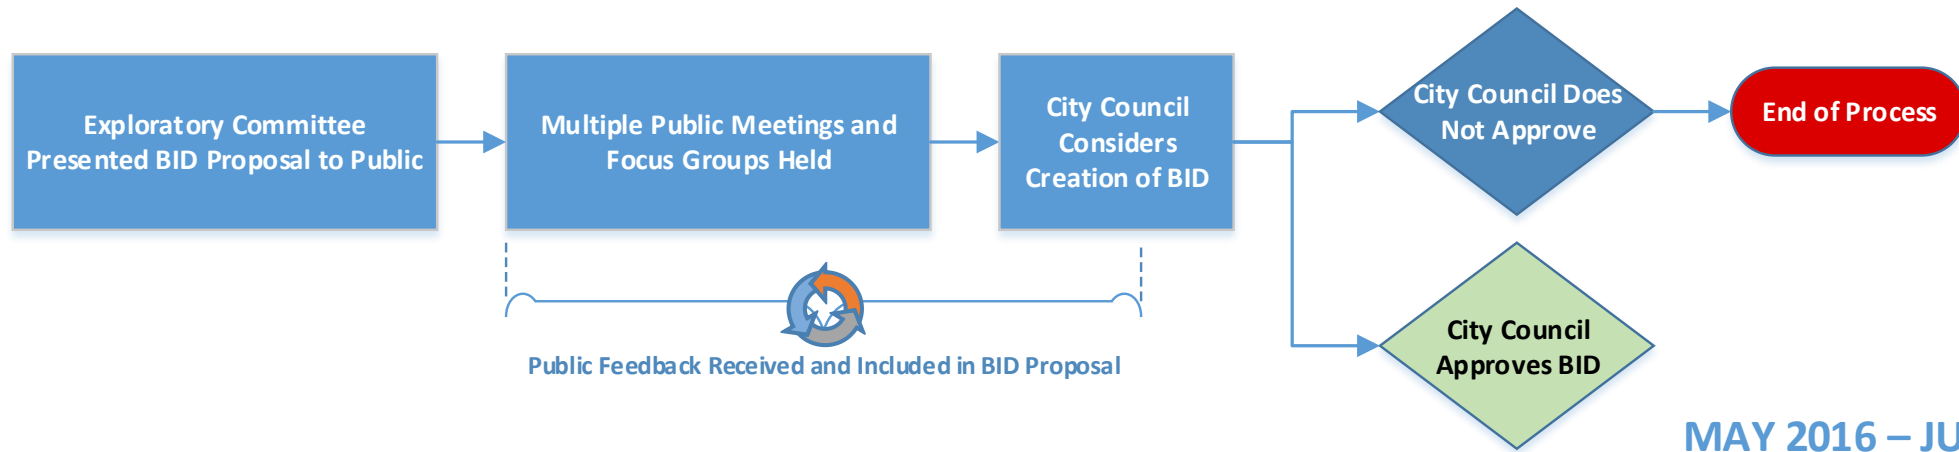 Exploratory Committee
Presented BID Proposal to Public
Multiple Public Meetings and
Focus Groups Held
City Council
Considers
Creation of BID
City Council Does
Not Approve
End of Process
Public Feedback Received and Included in BID Proposal
City Council
Approves BID
MAY 2016 – JU